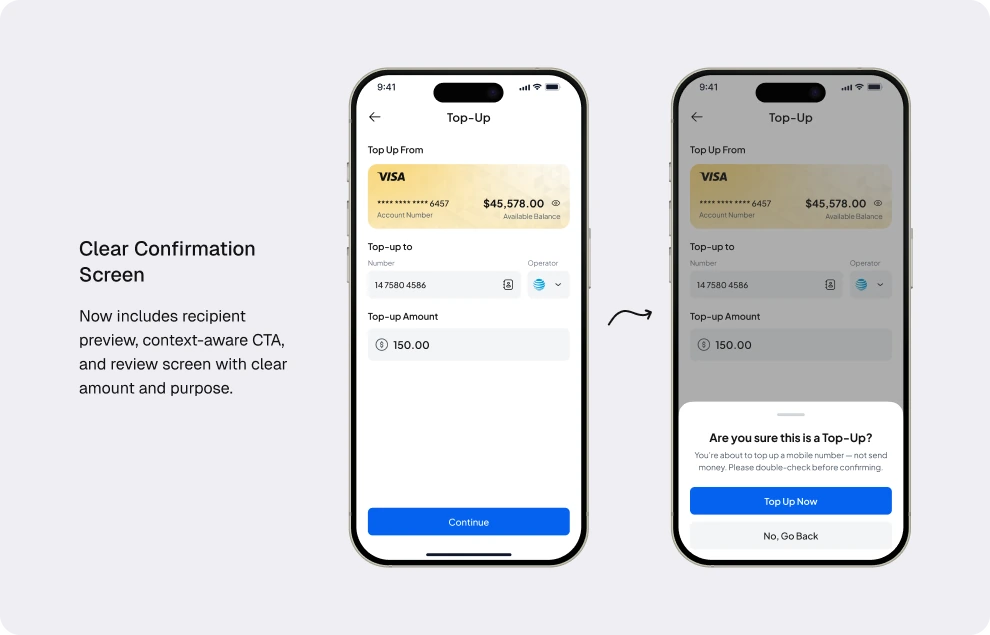 Clear Confirmation
Screen
Now includes recipient
preview, context-aware CTA,
and review screen with clear
amount and purpose.
9:41
Top-Up
Top Up From
VISA
**** **** **** 6457
$45,578.00
Account Number
Available Balance
Top-up to
Number
Operator
14 7580 4586
Top-up Amount
$ 150.00
Continue
9:41
Top-Up
Top Up From
VISA
**** **** **** 6457
$45,578.00
Account Number
Available Balance
Top-up to
Number
Operator
14 7580 4586
Top-up Amount
$ 150.00
Are you sure this is a Top-Up?
You're about to top up a mobile number — not send
money. Please double-check before confirming.
Top Up Now
No, Go Back